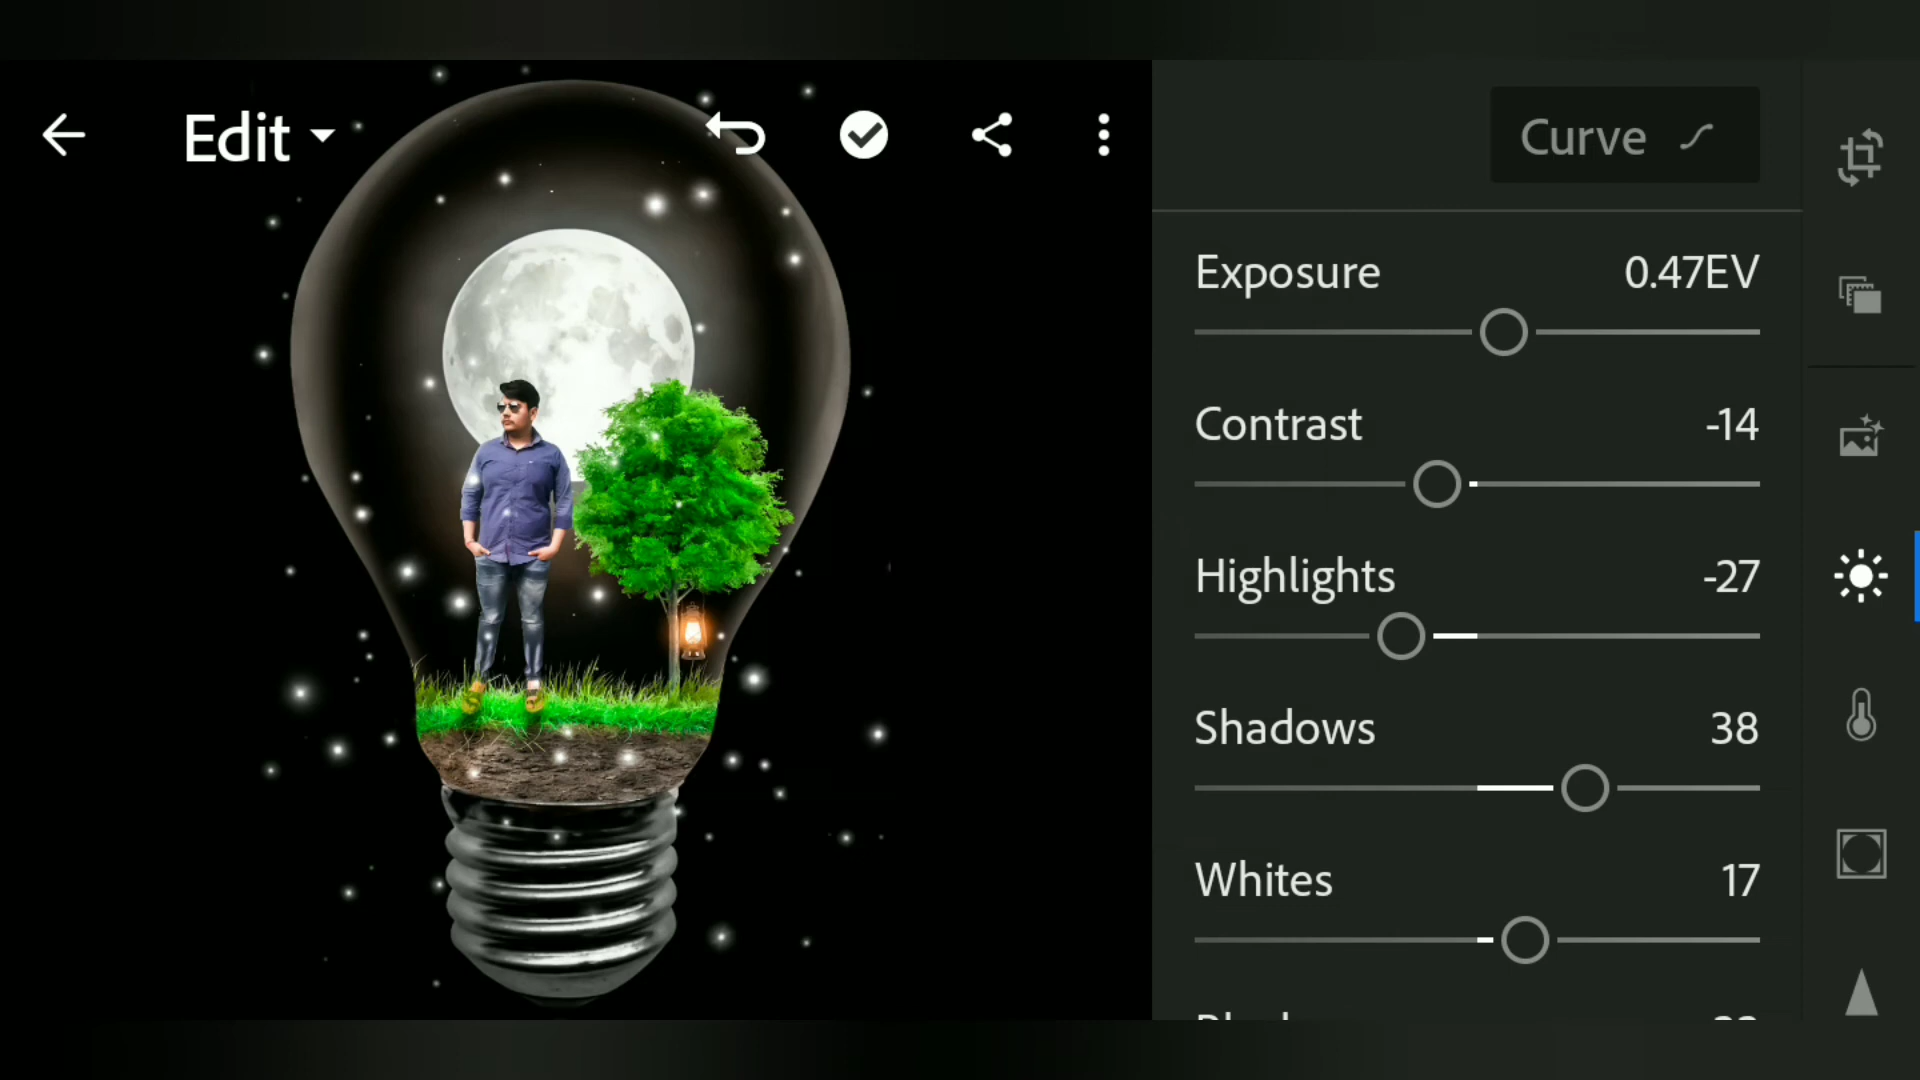 Edit
Curve
Exposure 0.47EV
Contrast -14
Highlights -27
Shadows 38
Whites 17